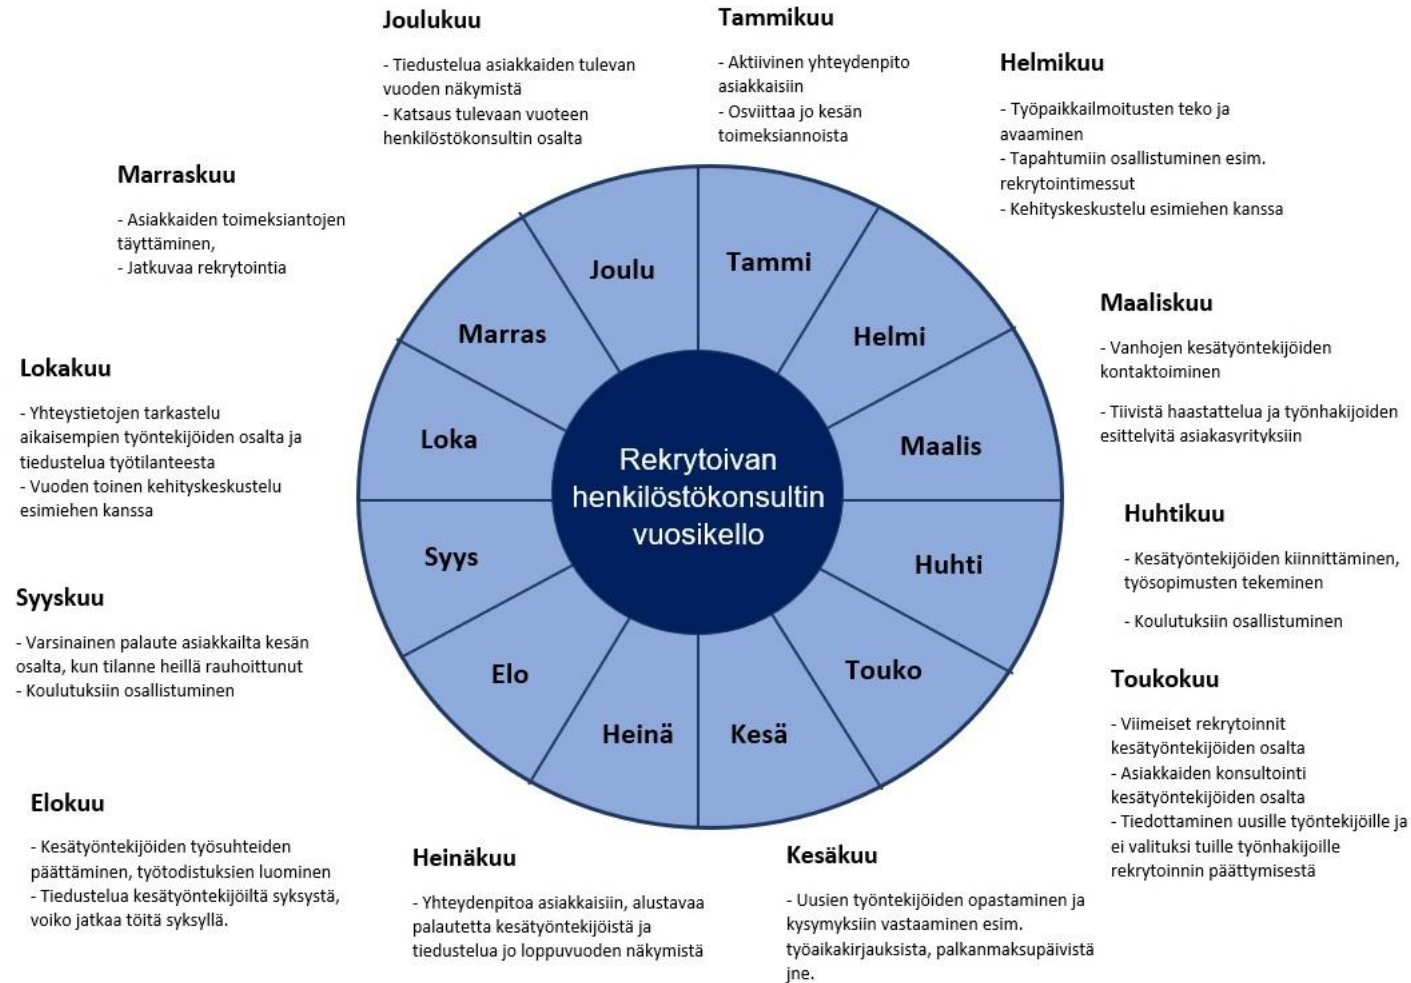 Joulukuu
- Tiedustelua asiakkaiden tulevan
vuoden näkymistä
- Katsaus tulevaan vuoteen
henkilöstökonsultin osalta
Tammikuu
- Aktiivinen yhteydenpito
asiakkaisiin
- Osviittaa jo kesän
toimeksiannoista
Helmikuu
- Työpaikkailmoitusten teko ja
avaaminen
- Tapahtumiin osallistuminen esim.
rekrytointimessut
- Kehityskeskustelu esimiehen kanssa
Maaliskuu
- Vanhojen kesätyöntekijöiden
kontaktoiminen
- Tiivistä haastattelua ja työnhakijoiden
esittelyitä asiakasyrityksiin
Huhtikuu
- Kesätyöntekijöiden kiinnittäminen,
työsopimusten tekeminen
- Koulutuksiin osallistuminen
Toukokuu
- Viimeiset rekrytoinnit
kesätyöntekijöiden osalta
- Asiakkaiden konsultointi
kesätyöntekijöiden osalta
- Tiedottaminen uusille työntekijöille ja
ei valituksi tuille työnhakijoille
rekrytoinnin päättymisestä
Kesäkuu
- Uusien työntekijöiden opastaminen ja
kysymyksiin vastaaminen esim.
työaikakirjauksista, palkanmaksupäivistä
jne.
Heinäkuu
- Yhteydenpitoa asiakkaisiin, alustavaa
palautetta kesätyöntekijöistä ja
tiedustelua jo loppuvuoden näkymistä
Elokuu
- Kesätyöntekijöiden työsuhteiden
päättäminen, työtodistuksien luominen
- Tiedustelua kesätyöntekijöiltä syksystä,
voiko jatkaa töitä syksyllä.
Syyskuu
- Varsinainen palaute asiakkailta kesän
osalta, kun tilanne heillä rauhoittunut
- Koulutuksiin osallistuminen
Lokakuu
- Yhteystietojen tarkastelu
aikaisempien työntekijöiden osalta ja
tiedustelua työtilanteesta
- Vuoden toinen kehityskeskustelu
esimiehen kanssa
Marraskuu
- Asiakkaiden toimeksiantojen
täyttäminen,
- Jatkuvaa rekrytointia
Tammi
Helmi
Maalis
Huhti
Touko
Kesä
Heinä
Elo
Syys
Loka
Marras
Joulu
Rekrytoivan
henkilöstökonsultin
vuosikello